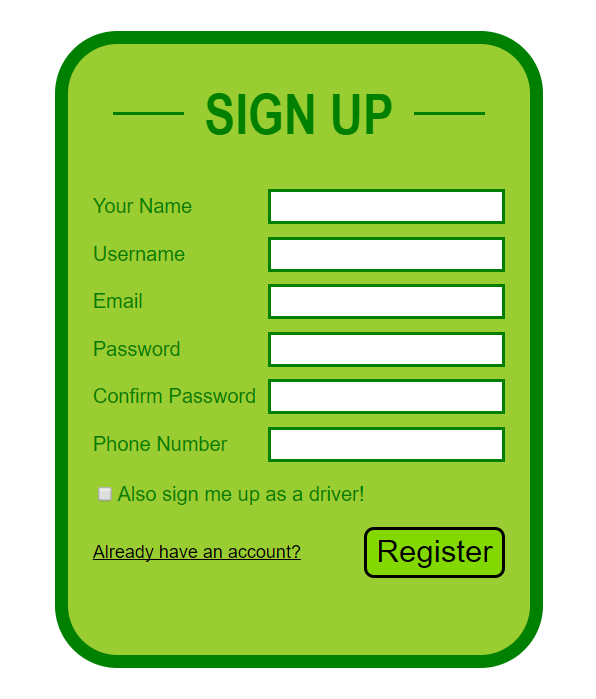 SIGN UP
Your Name
Username
Email
Password
Confirm Password
Phone Number
Also sign me up as a driver!
Already have an account? Register